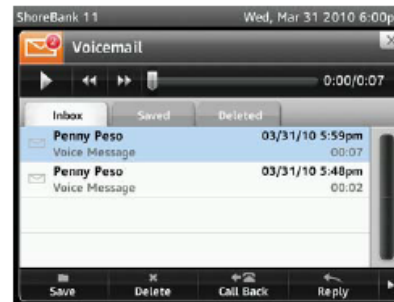 ShoreBank 11 Wed, Mar 31 2010 6:00p
2 Voicemail
0:00/0:07
Inbox Saved Deleted
Penny Peso 03/31/10 5:59pm
Voice Message 00:07
Penny Peso 03/31/10 5:48pm
Voice Message 00:02
Save Delete Call Back Reply